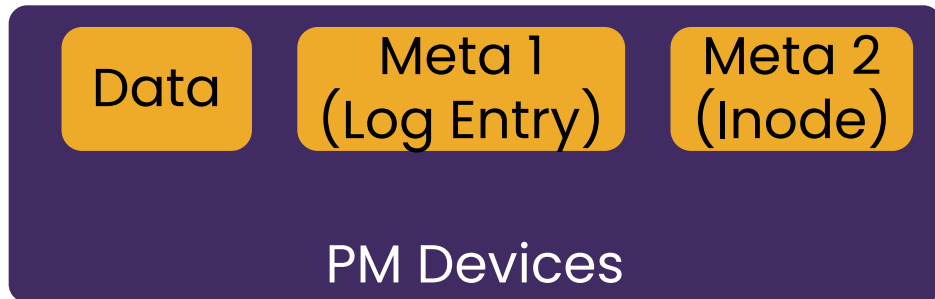 Data
Meta 1
(Log Entry)
Meta 2
(Inode)
PM Devices